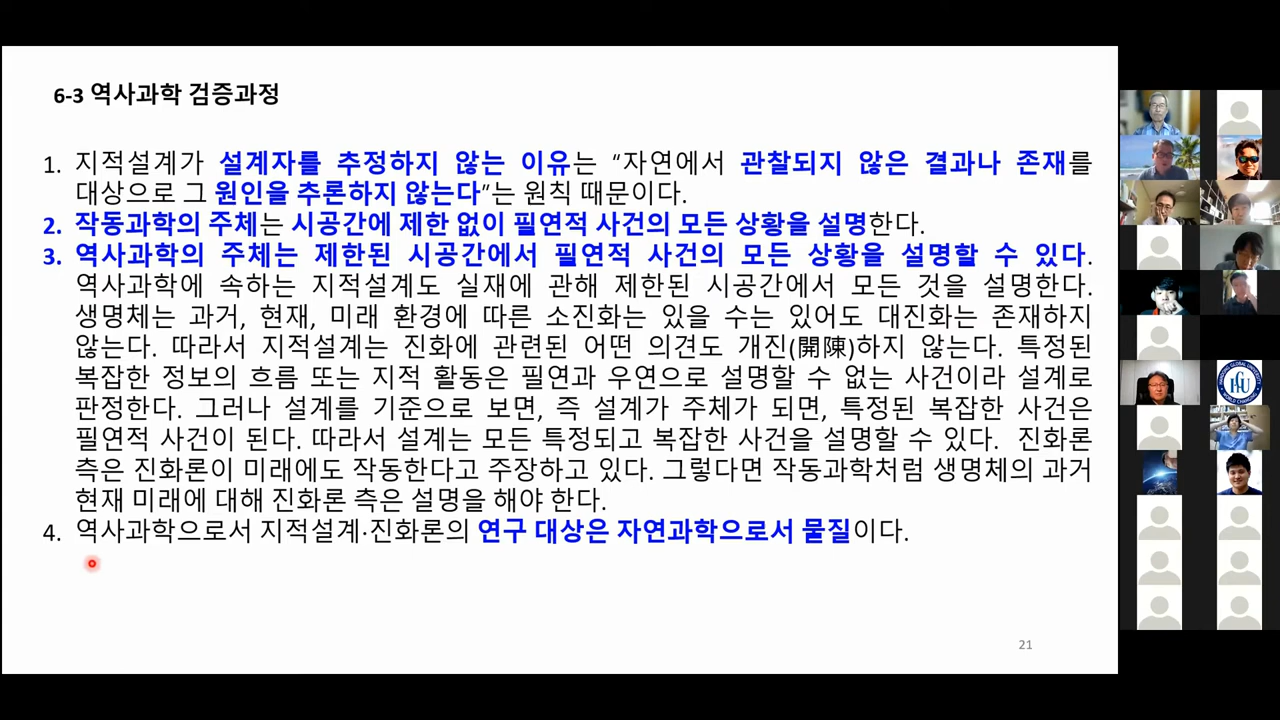 6-3 역사과학 검증과정
1. 지적설계가 설계자를 추정하지 않는 이유는 “자연에서 관찰되지 않은 결과나 존재를
대상으로 그 원인을 추론하지 않는다”는 원칙 때문이다.
2. 작동과학의 주체는 시공간에 제한 없이 필연적 사건의 모든 상황을 설명한다.
3. 역사과학의 주체는 제한된 시공간에서 필연적 사건의 모든 상황을 설명할 수 있다.
역사과학에 속하는 지적설계도 실재에 관해 제한된 시공간에서 모든 것을 설명한다.
생명체는 과거, 현재, 미래 환경에 따른 소진화는 있을 수는 있어도 대진화는 존재하지
않는다. 따라서 지적설계는 진화에 관련된 어떤 의견도 개진(開陳)하지 않는다. 특정된
복잡한 정보의 흐름 또는 지적 활동은 필연과 우연으로 설명할 수 없는 사건이라 설계로
판정한다. 그러나 설계를 기준으로 보면, 즉 설계가 주체가 되면, 특정된 복잡한 사건은
필연적 사건이 된다. 따라서 설계는 모든 특정되고 복잡한 사건을 설명할 수 있다. 진화론
측은 진화론이 미래에도 작동한다고 주장하고 있다. 그렇다면 작동과학처럼 생명체의 과거
현재 미래에 대해 진화론 측은 설명을 해야 한다.
4. 역사과학으로서 지적설계·진화론의 연구 대상은 자연과학으로서 물질이다.
21